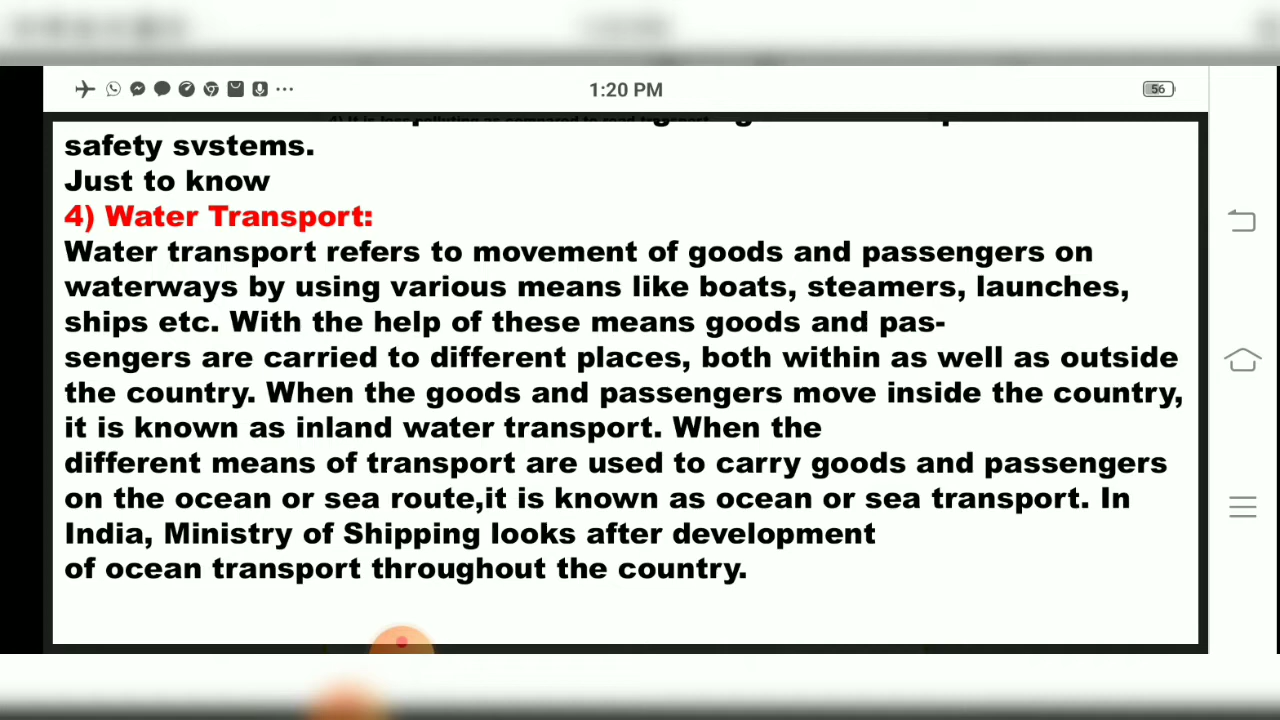 1:20 PM
56
safety svstems.
Just to know
4) Water Transport:
Water transport refers to movement of goods and passengers on
waterways by using various means like boats, steamers, launches,
ships etc. With the help of these means goods and pas-
sengers are carried to different places, both within as well as outside
the country. When the goods and passengers move inside the country,
it is known as inland water transport. When the
different means of transport are used to carry goods and passengers
on the ocean or sea route,it is known as ocean or sea transport. In
India, Ministry of Shipping looks after development
of ocean transport throughout the country.